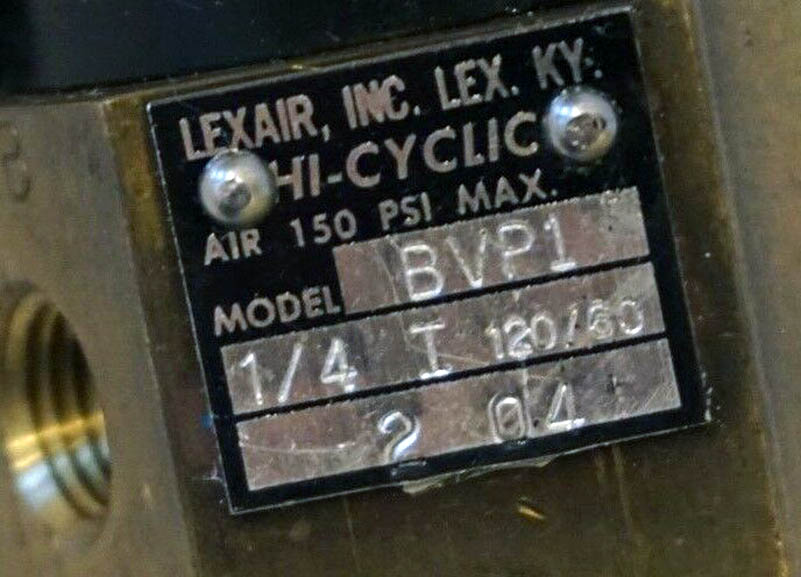 LEXAIR, INC. LEX. KY.
HI-CYCLIC
AIR 150 PSI MAX.
MODEL BVP1
1/4 I 120/60
2 04